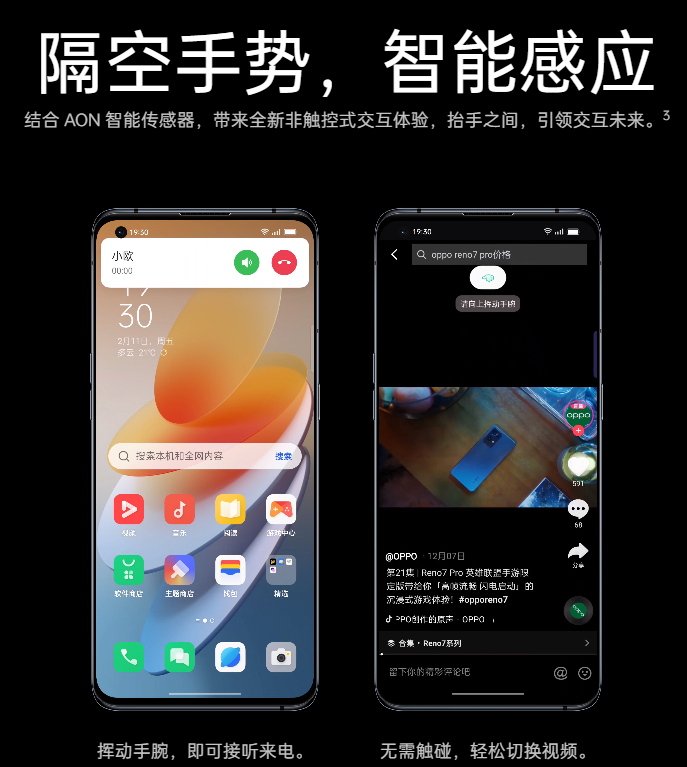 隔空手势，智能感应
结合 AON 智能传感器，带来全新非触控式交互体验，抬手之间，引领交互未来。3
19:30
小欧
00:00
30
2月11日，周五
多云 21°C
搜索本机和全网内容 搜索
视频 音乐 阅读 游戏中心
软件商店 主题商店 钱包 精选
挥动手腕，即可接听来电。
19:30
oppo reno7 pro价格
请向上挥动手腕
oppo
591
68
分享
@OPPO · 12月07日
第21集 | Reno7 Pro 英雄联盟手游限
定版带给你「高帧流畅 闪电启动」的
沉浸式游戏体验！#opporeno7
PPO创作的原声 - OPPO
合集 · Reno7系列
留下你的精彩评论吧
无需触碰，轻松切换视频。